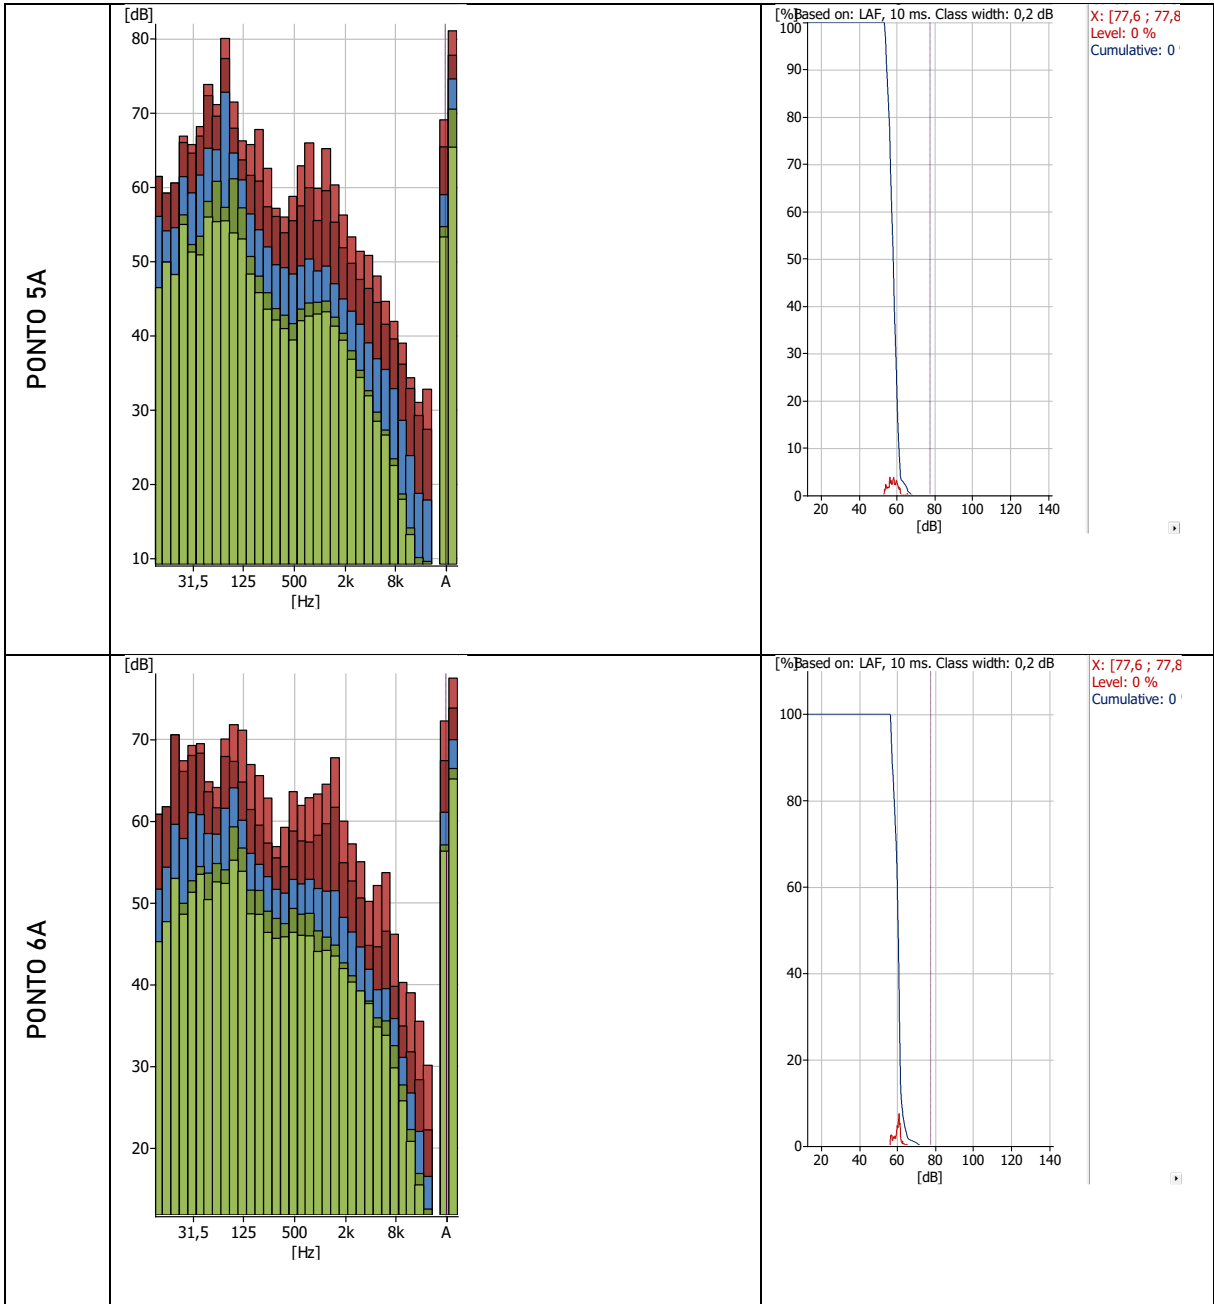 PONTO 5A
[dB]
80
70
60
50
40
30
20
10
31,5 125 500 2k 8k A
[Hz]
[%]Based on: LAF, 10 ms. Class width: 0,2 dB
100
90
80
70
60
50
40
30
20
10
0
20 40 60 80 100 120 140
[dB]
X: [77,6 ; 77,8
Level: 0 %
Cumulative: 0
PONTO 6A
[dB]
70
60
50
40
30
20
31,5 125 500 2k 8k A
[Hz]
[%]Based on: LAF, 10 ms. Class width: 0,2 dB
100
80
60
40
20
0
20 40 60 80 100 120 140
[dB]
X: [77,6 ; 77,8
Level: 0 %
Cumulative: 0